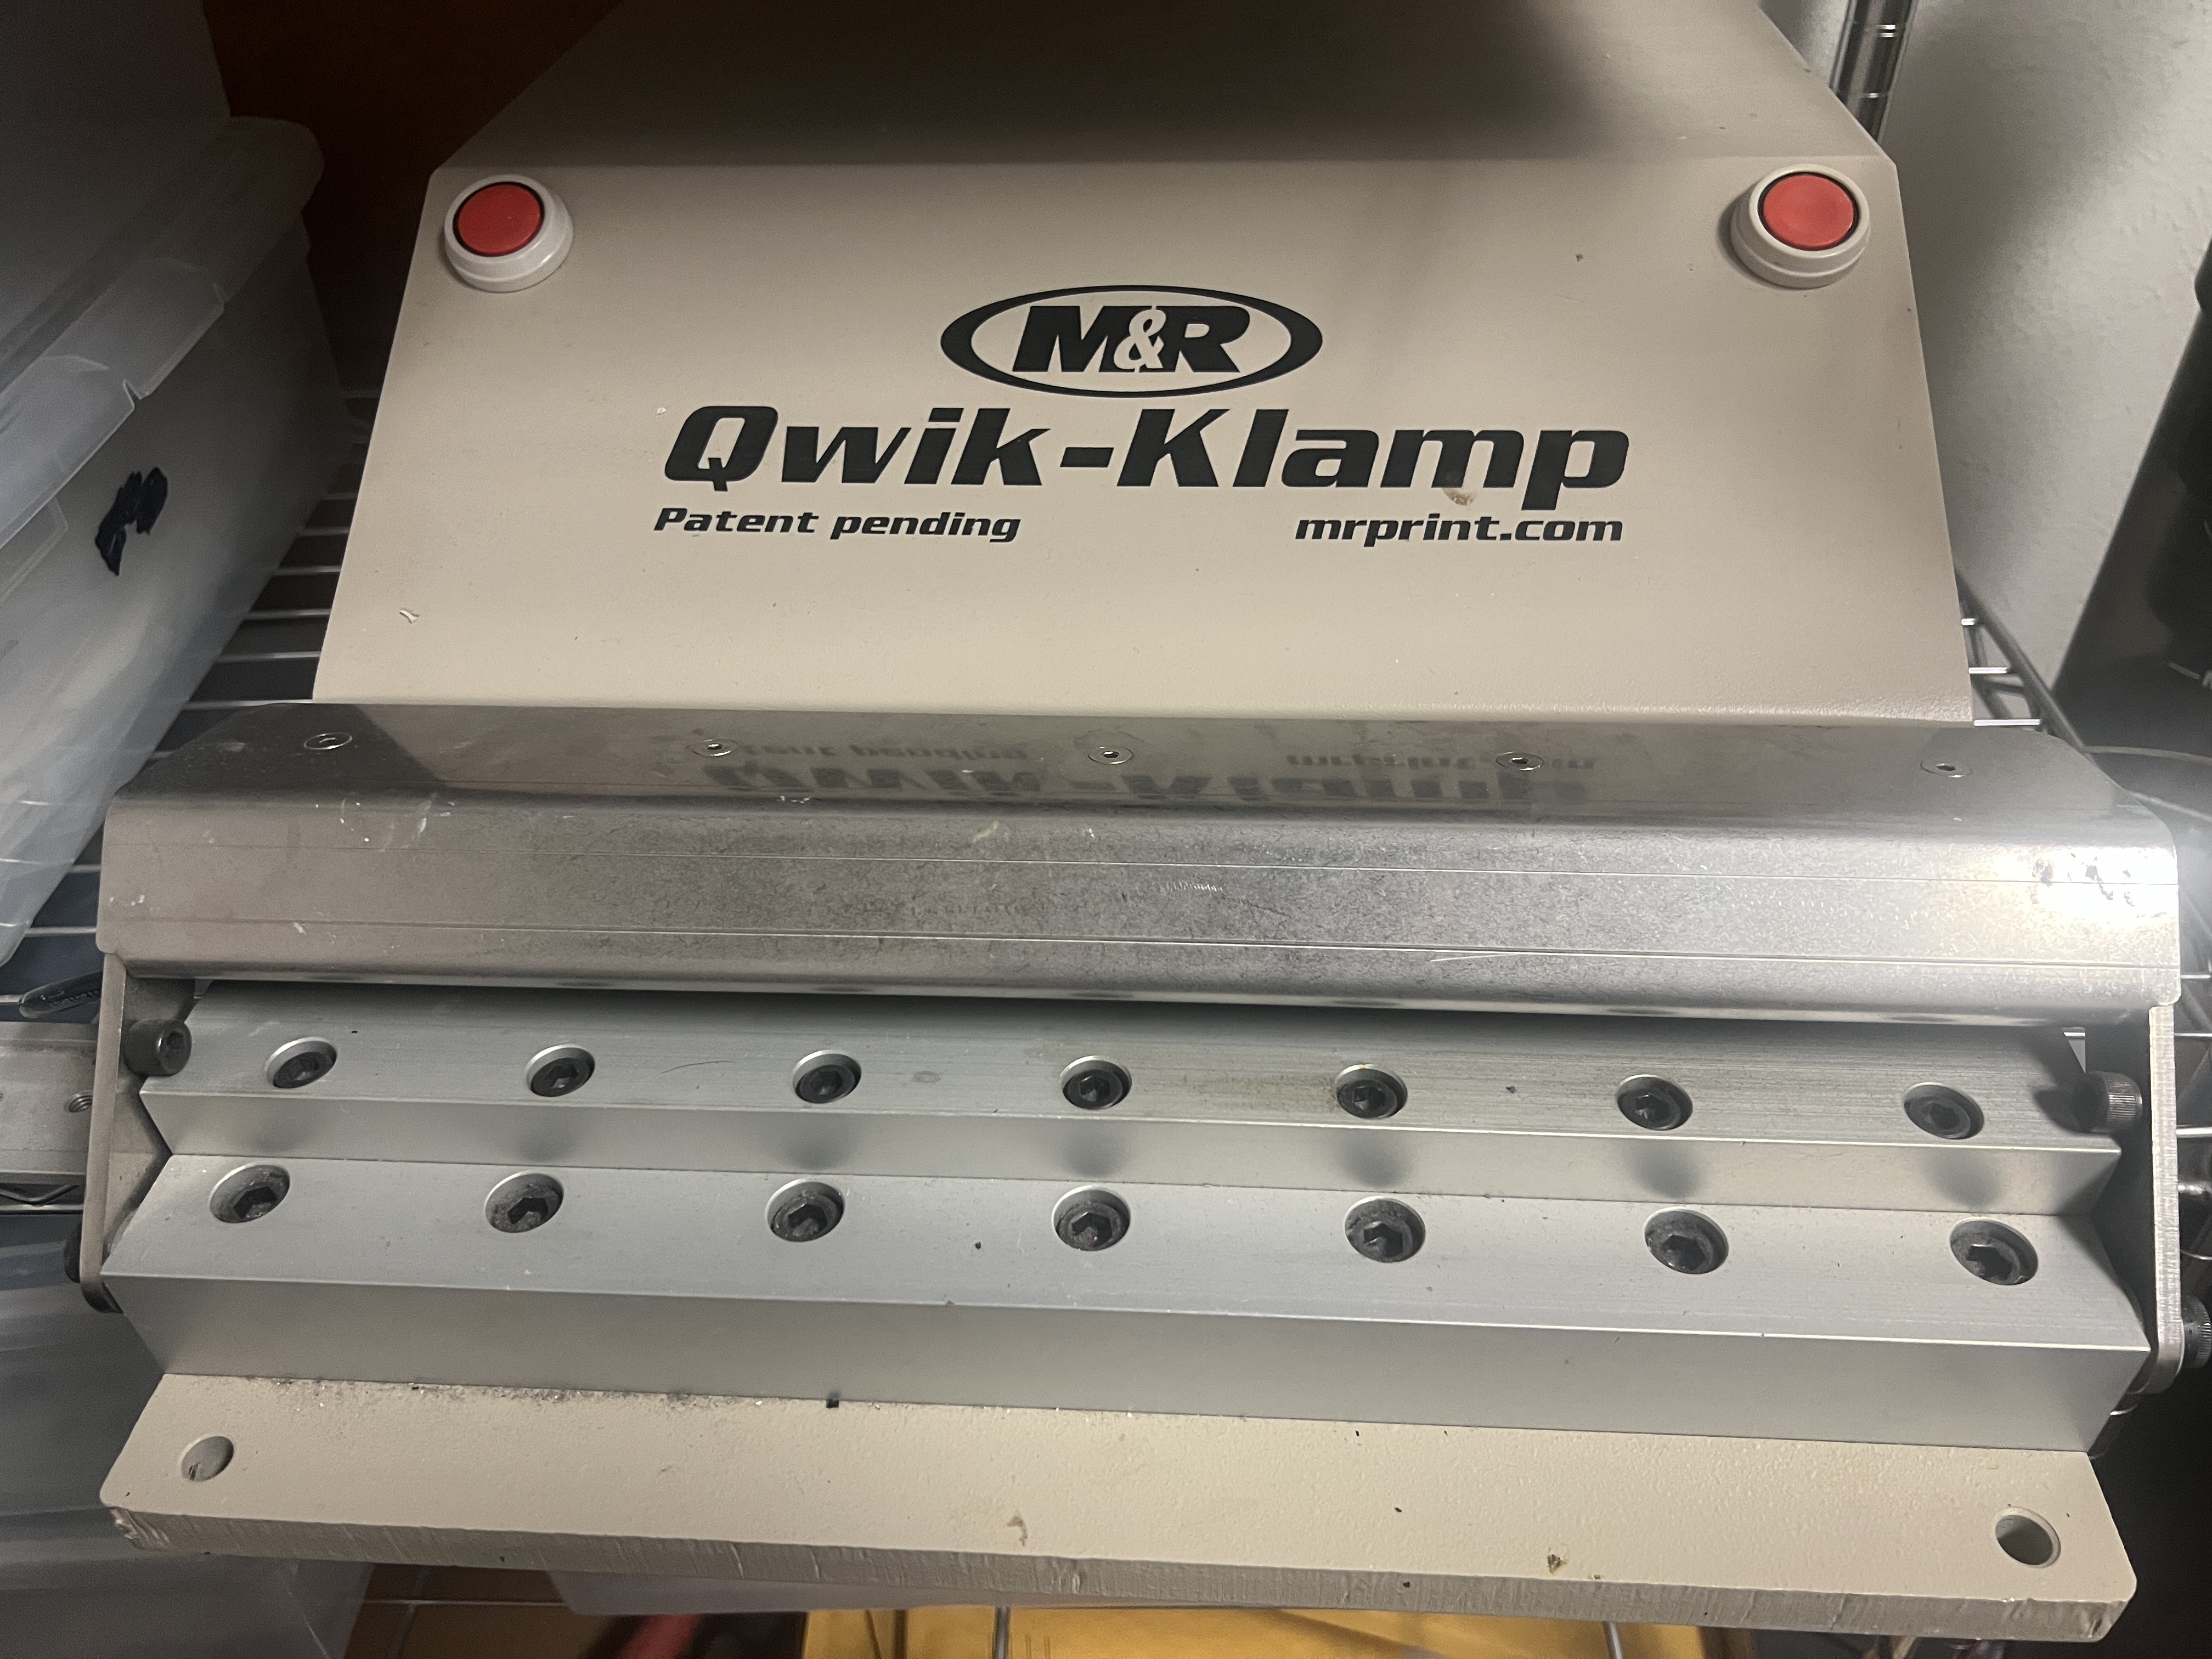 M&R
Qwik-Klamp
Patent pending mrprint.com